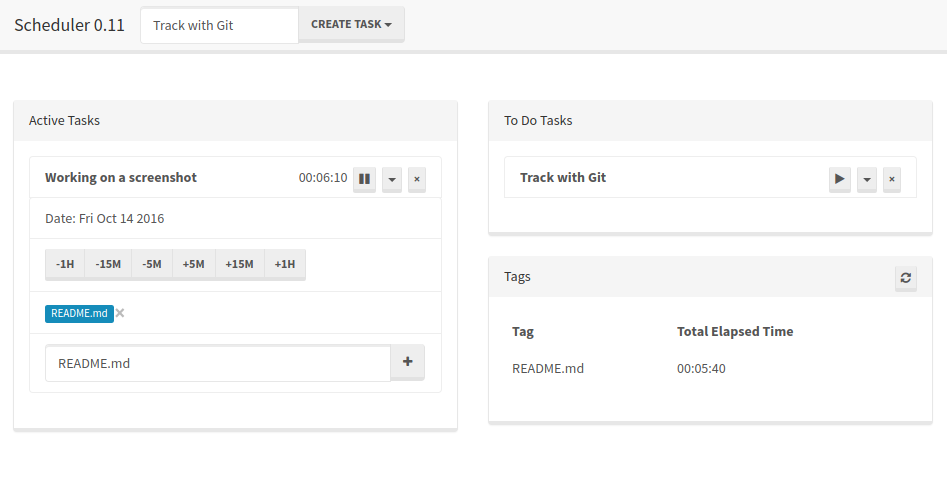 Scheduler 0.11 Track with Git CREATE TASK
Active Tasks
Working on a screenshot 00:06:10 ×
Date: Fri Oct 14 2016
-1H -15M -5M +5M +15M +1H
README.md ×
README.md +
To Do Tasks
Track with Git ×
Tags
Tag Total Elapsed Time
README.md 00:05:40